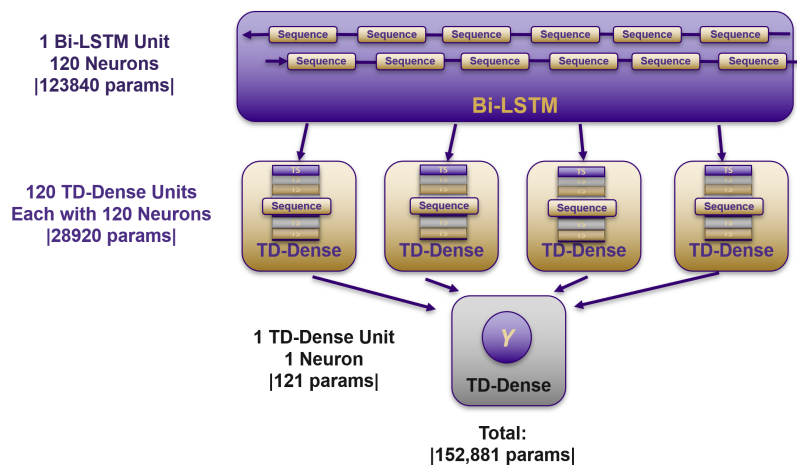 1 Bi-LSTM Unit
120 Neurons
|123840 params|
Sequence Sequence Sequence Sequence Sequence Sequence
Sequence Sequence Sequence Sequence Sequence Sequence
Bi-LSTM
120 TD-Dense Units
Each with 120 Neurons
|28920 params|
TS TS TS TS
Sequence Sequence Sequence Sequence
TD-Dense TD-Dense TD-Dense TD-Dense
1 TD-Dense Unit
1 Neuron
|121 params|
Y
TD-Dense
Total:
|152,881 params|